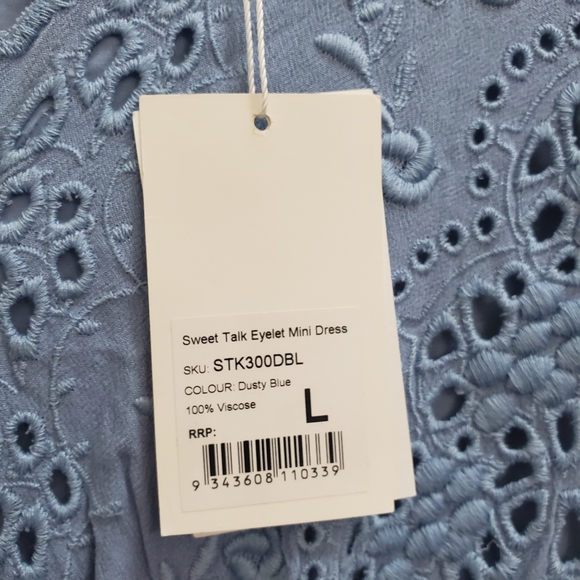 Sweet Talk Eyelet Mini Dress
SKU: STK300DBL
COLOUR: Dusty Blue
100% Viscose
L
RRP:
9 343608 110339